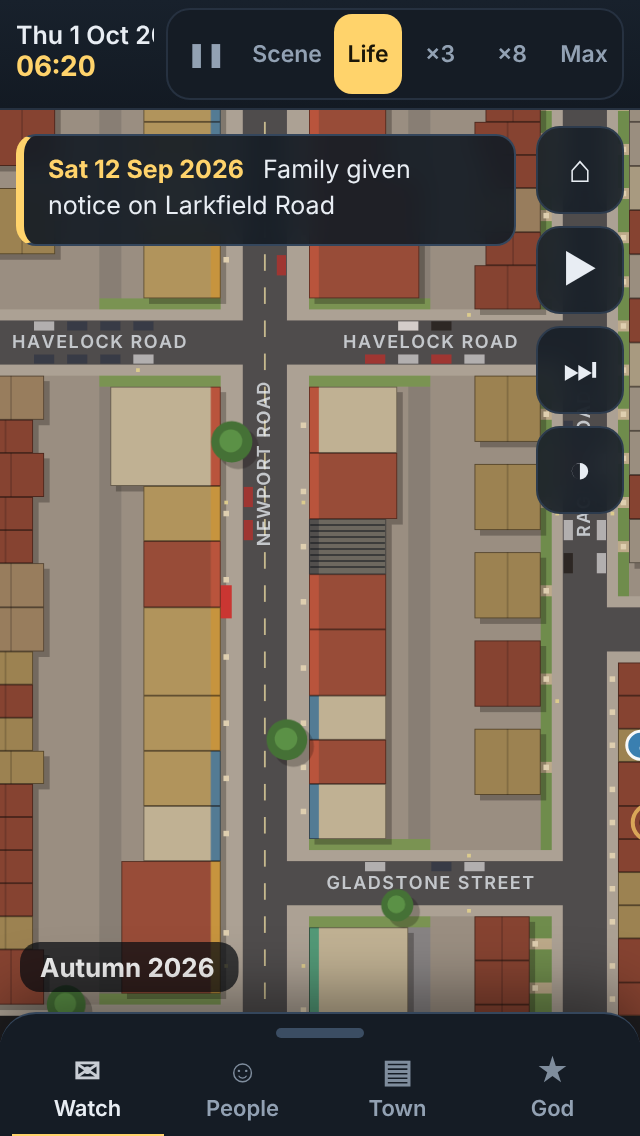 Thu 1 Oct 20
06:20
Scene
Life
×3
×8
Max
Sat 12 Sep 2026 Family given
notice on Larkfield Road
HAVELOCK ROAD
HAVELOCK ROAD
NEWPORT ROAD
GLADSTONE STREET
Autumn 2026
Watch
People
Town
God